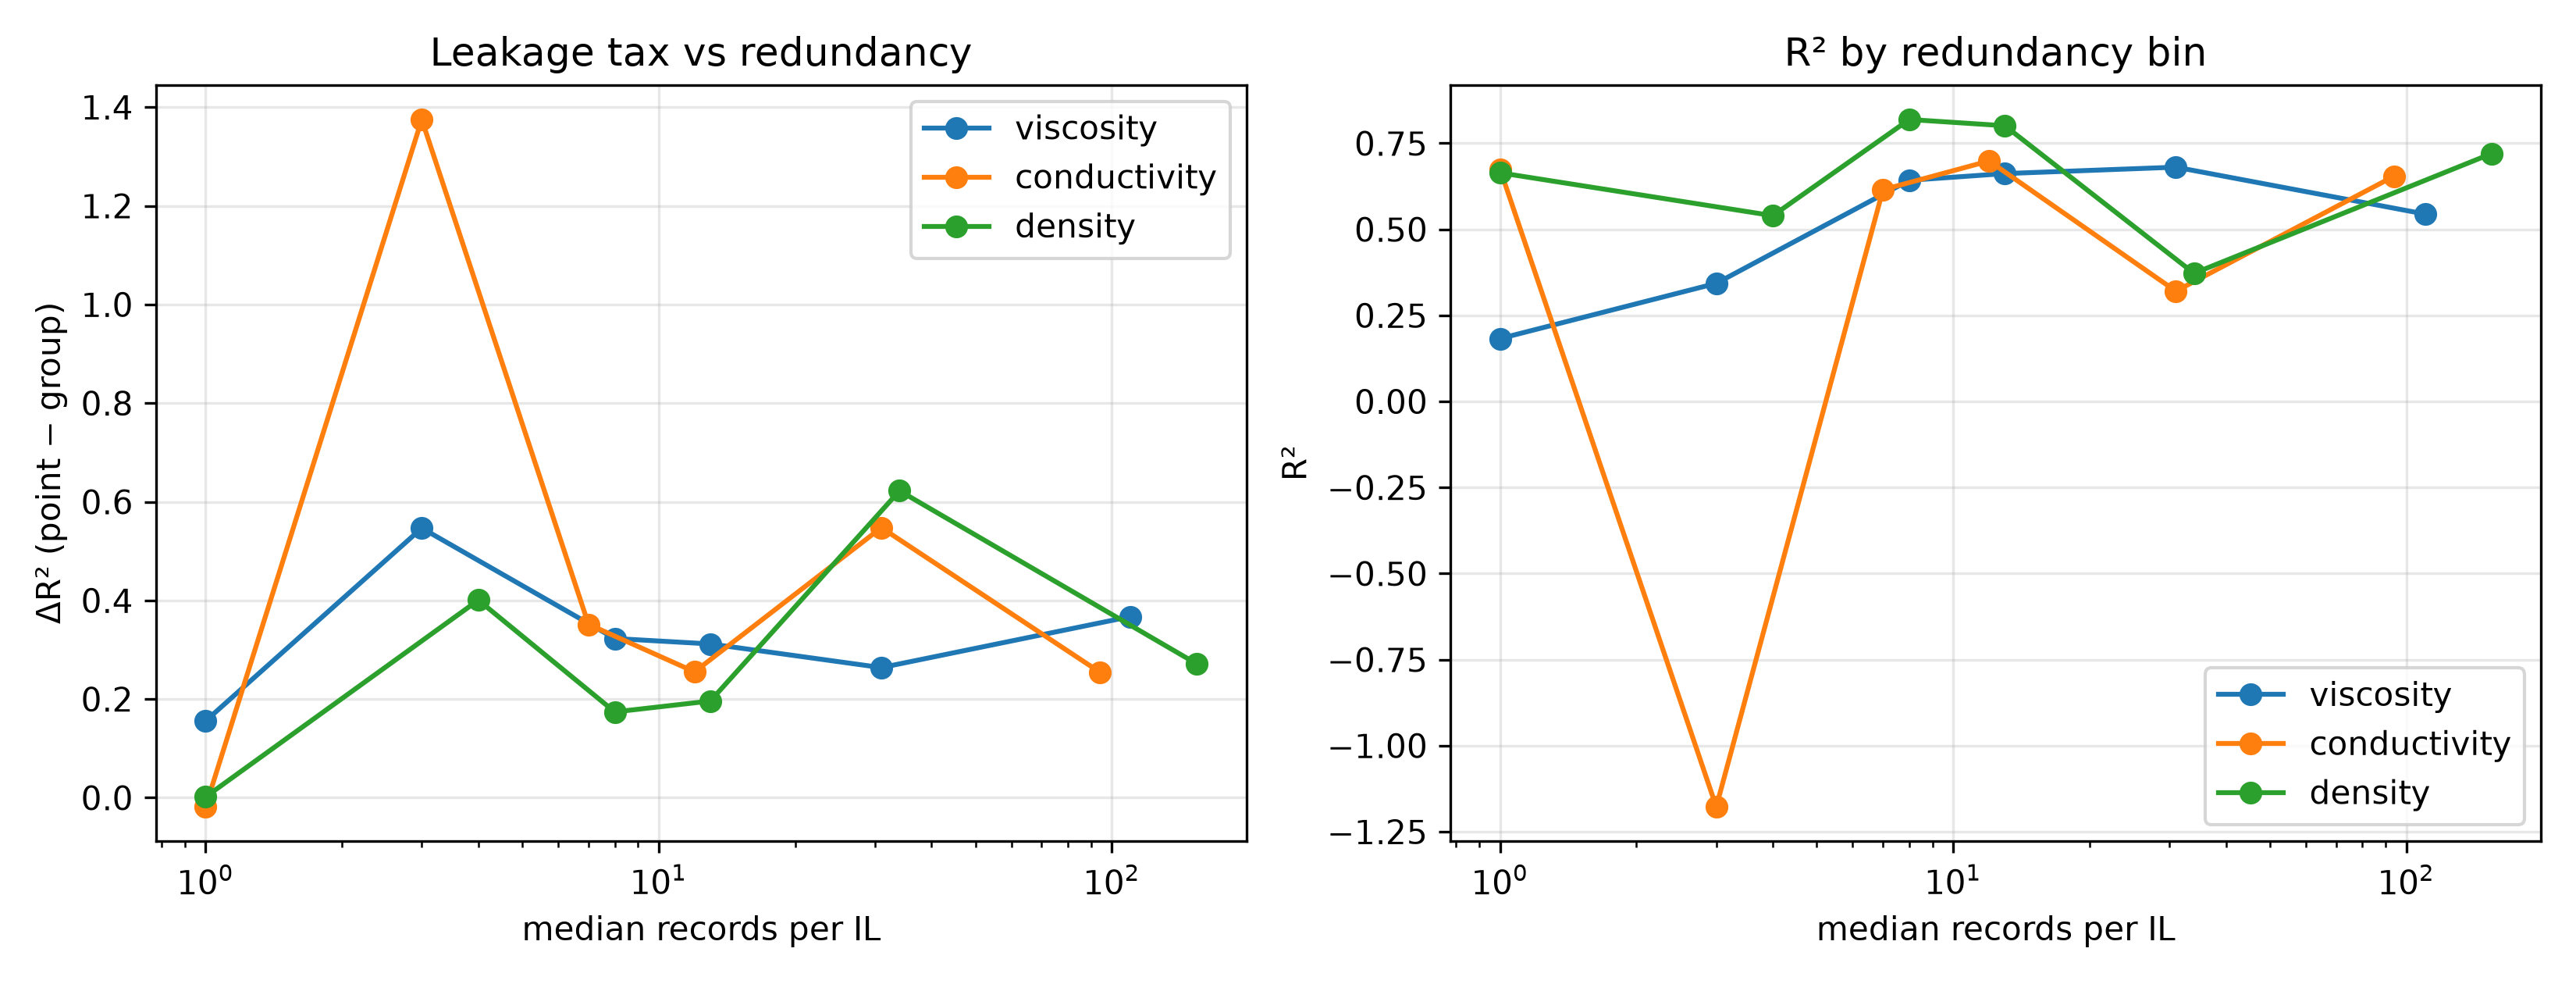 Leakage tax vs redundancy
ΔR² (point − group)
1.4
1.2
1.0
0.8
0.6
0.4
0.2
0.0
viscosity
conductivity
density
10⁰
10¹
10²
median records per IL
R² by redundancy bin
R²
0.75
0.50
0.25
0.00
−0.25
−0.50
−0.75
−1.00
−1.25
viscosity
conductivity
density
10⁰
10¹
10²
median records per IL